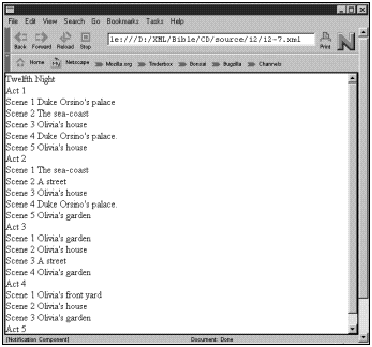 File Edit View Search Go Bookmarks Tasks Help
Back Forward Reload Stop
le:///D:/XML/Bible/CD/source/12/12-7.xml
Print
N
Home Netscape Mozilla.org Tinderbox Bonsai Bugzilla Channels
Twelfth Night
Act 1
Scene 1 Duke Orsino's palace
Scene 2 The sea-coast
Scene 3 Olivia's house
Scene 4 Duke Orsino's palace.
Scene 5 Olivia's house
Act 2
Scene 1 The sea-coast
Scene 2 A street
Scene 3 Olivia's house
Scene 4 Duke Orsino's palace.
Scene 5 Olivia's garden
Act 3
Scene 1 Olivia's garden
Scene 2 Olivia's house
Scene 3 A street
Scene 4 Olivia's garden
Act 4
Scene 1 Olivia's front yard
Scene 2 Olivia's house
Scene 3 Olivia's garden
Act 5
[Notification Component] Document: Done